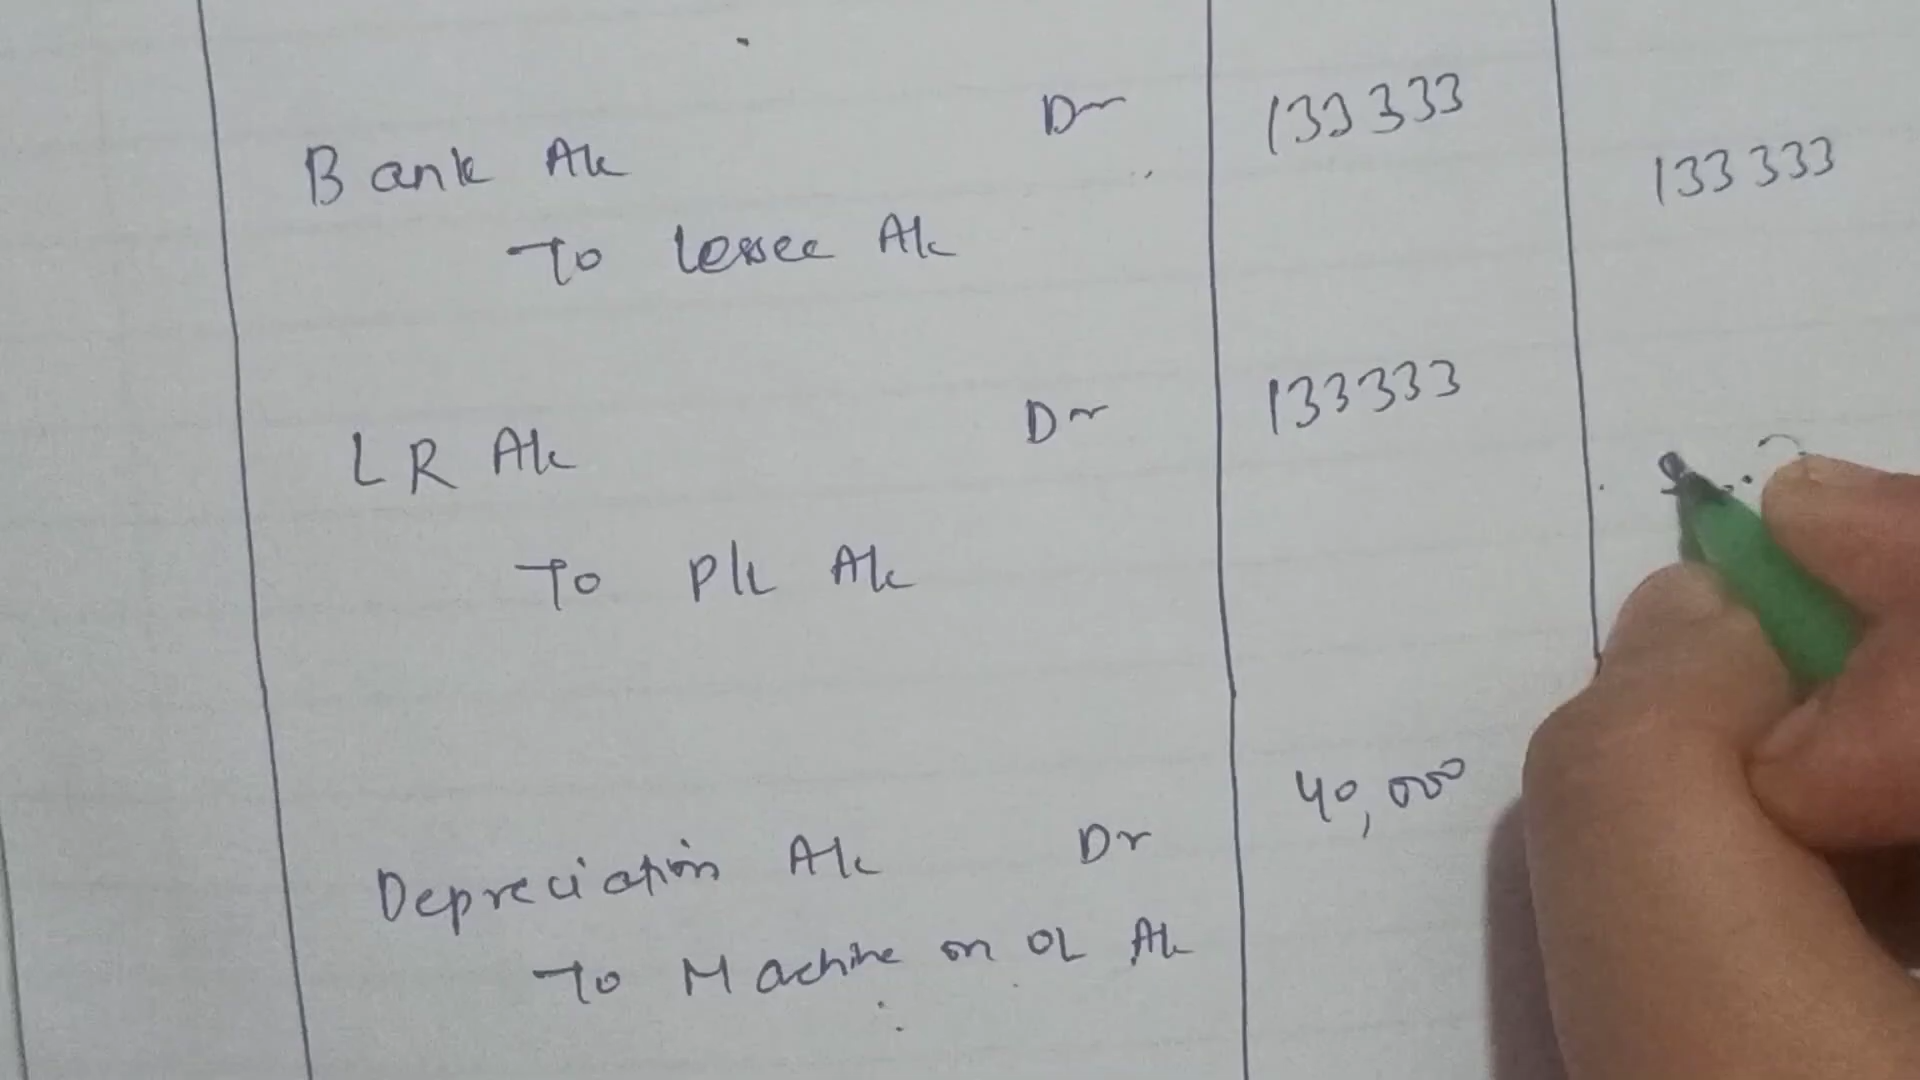 Bank A/c Dr 133333
To Lessee A/c 133333
LR A/c Dr 133333
To P/L A/c
Depreciation A/c Dr 40,000
To Machine on OL A/c